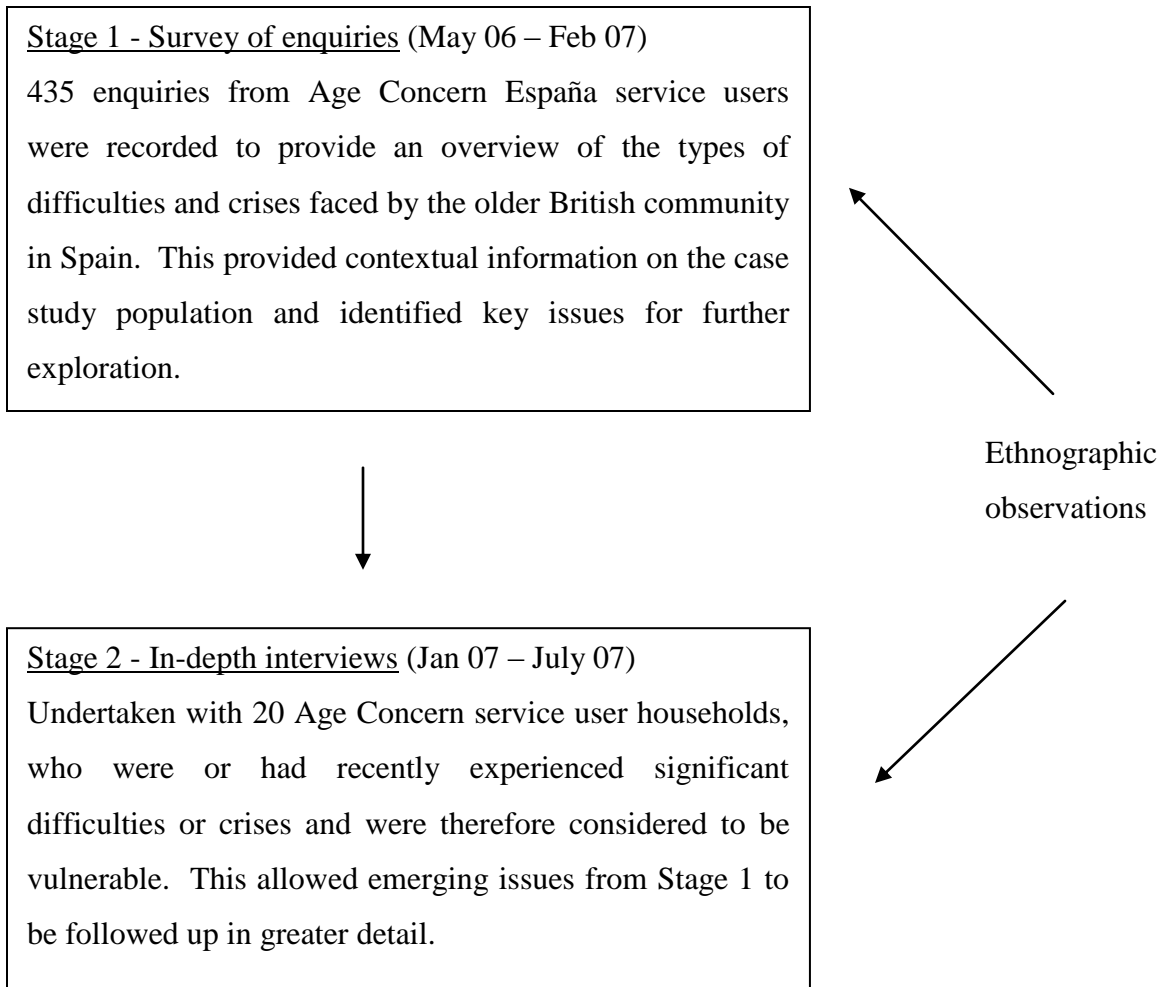 Stage 1 - Survey of enquiries (May 06 – Feb 07)
435 enquiries from Age Concern España service users
were recorded to provide an overview of the types of
difficulties and crises faced by the older British community
in Spain.  This provided contextual information on the case
study population and identified key issues for further
exploration.
Ethnographic
observations
Stage 2 - In-depth interviews (Jan 07 – July 07)
Undertaken with 20 Age Concern service user households,
who were or had recently experienced significant
difficulties or crises and were therefore considered to be
vulnerable.  This allowed emerging issues from Stage 1 to
be followed up in greater detail.